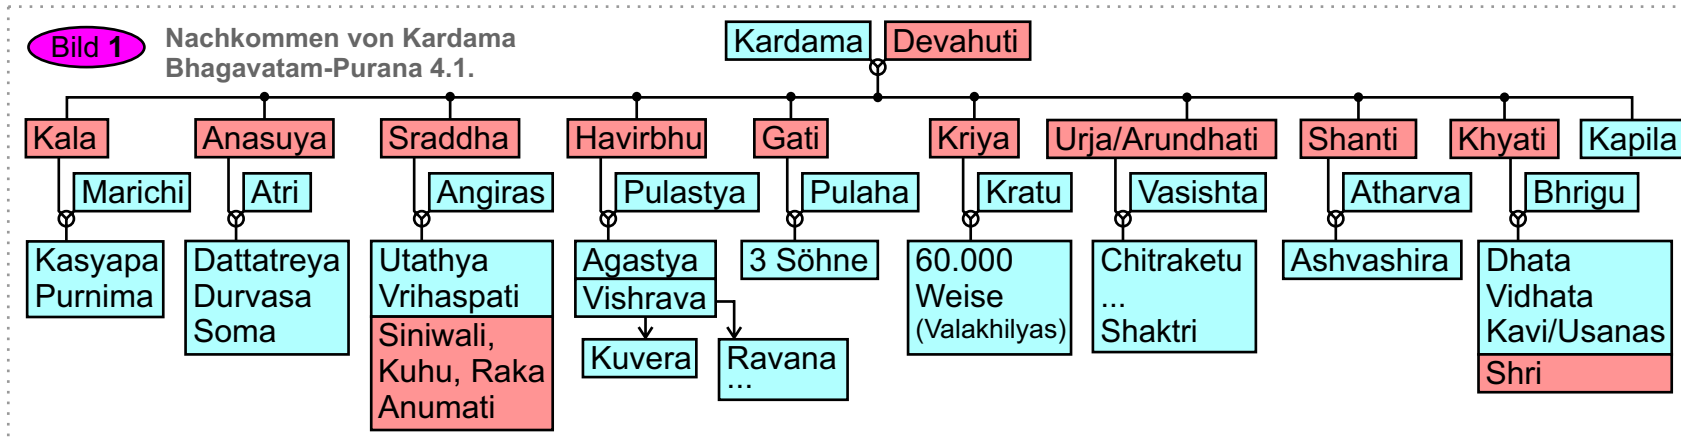 Bild 1
Nachkommen von Kardama
Bhagavatam-Purana 4.1.
Kardama Devahuti
Kala Anasuya Sraddha Havirbhu Gati Kriya Urja/Arundhati Shanti Khyati Kapila
Marichi Atri Angiras Pulastya Pulaha Kratu Vasishta Atharva Bhrigu
Kasyapa
Purnima
Dattatreya
Durvasa
Soma
Utathya
Vrihaspati
Siniwali,
Kuhu, Raka
Anumati
Agastya
Vishrava
Kuvera
Ravana
...
3 Söhne
60.000
Weise
(Valakhilyas)
Chitraketu
...
Shaktri
Ashvashira
Dhata
Vidhata
Kavi/Usanas
Shri